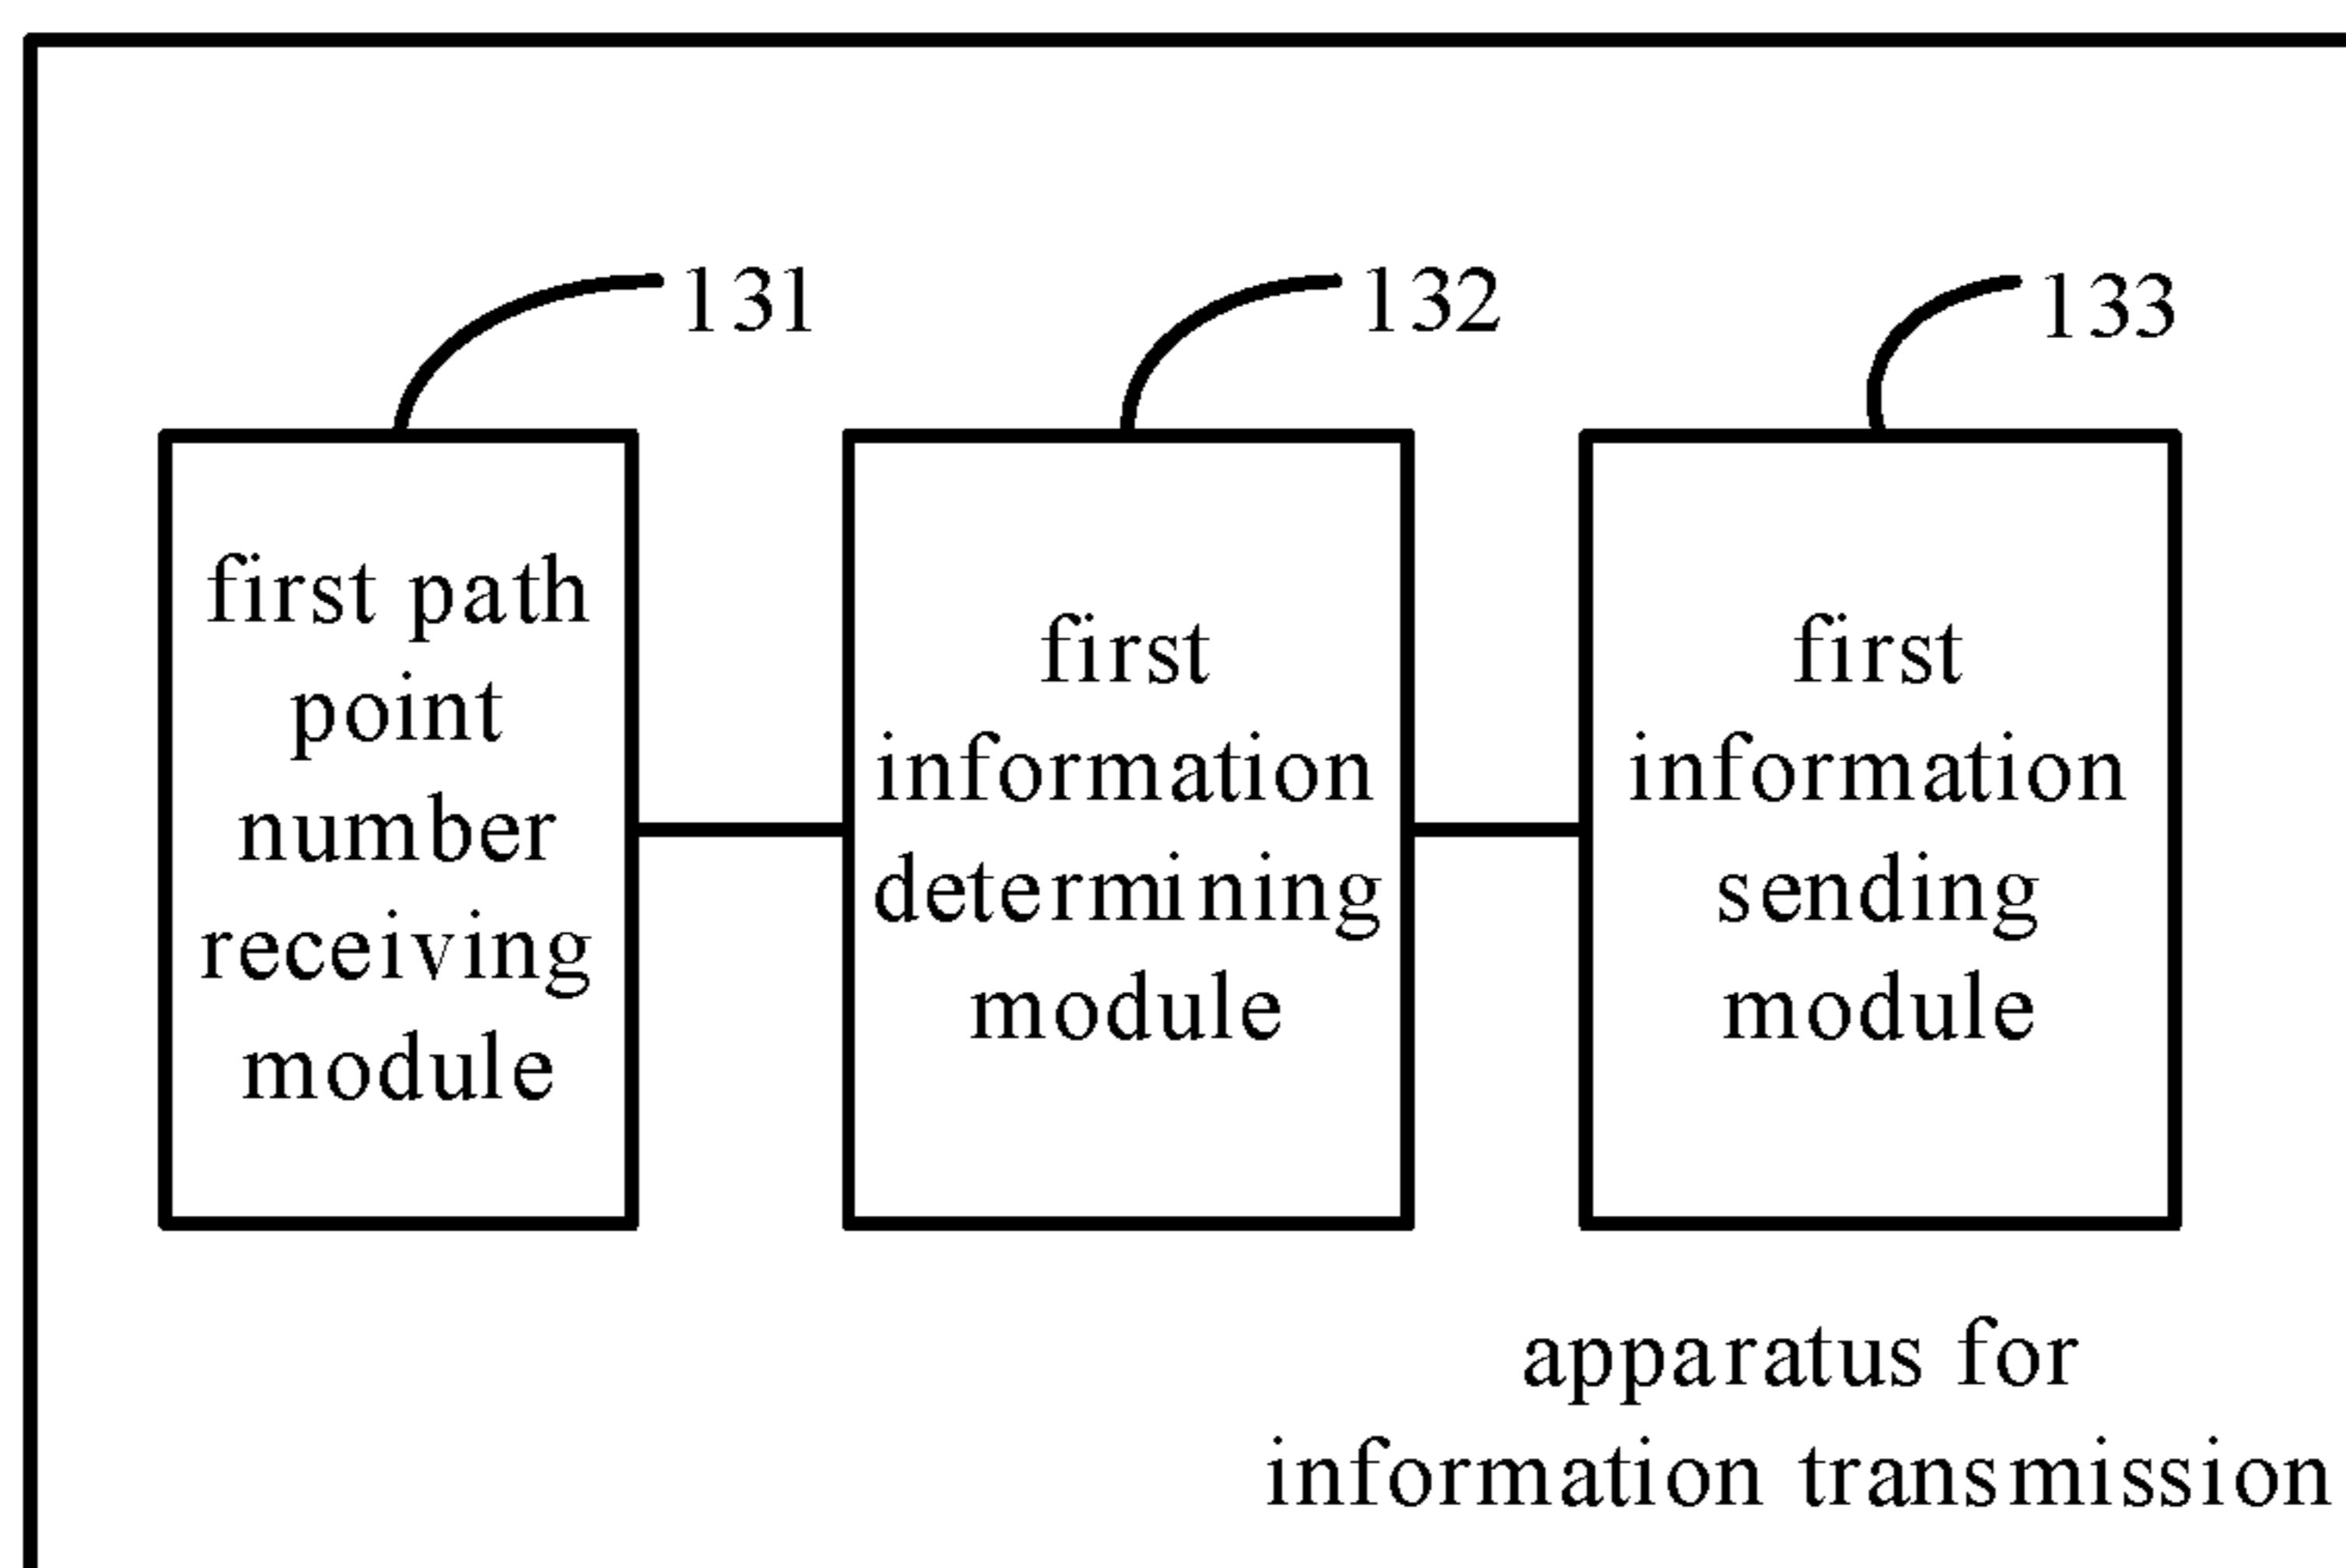 131
132
133
first path
point
number
receiving
module
first
information
determining
module
first
information
sending
module
apparatus for
information transmission